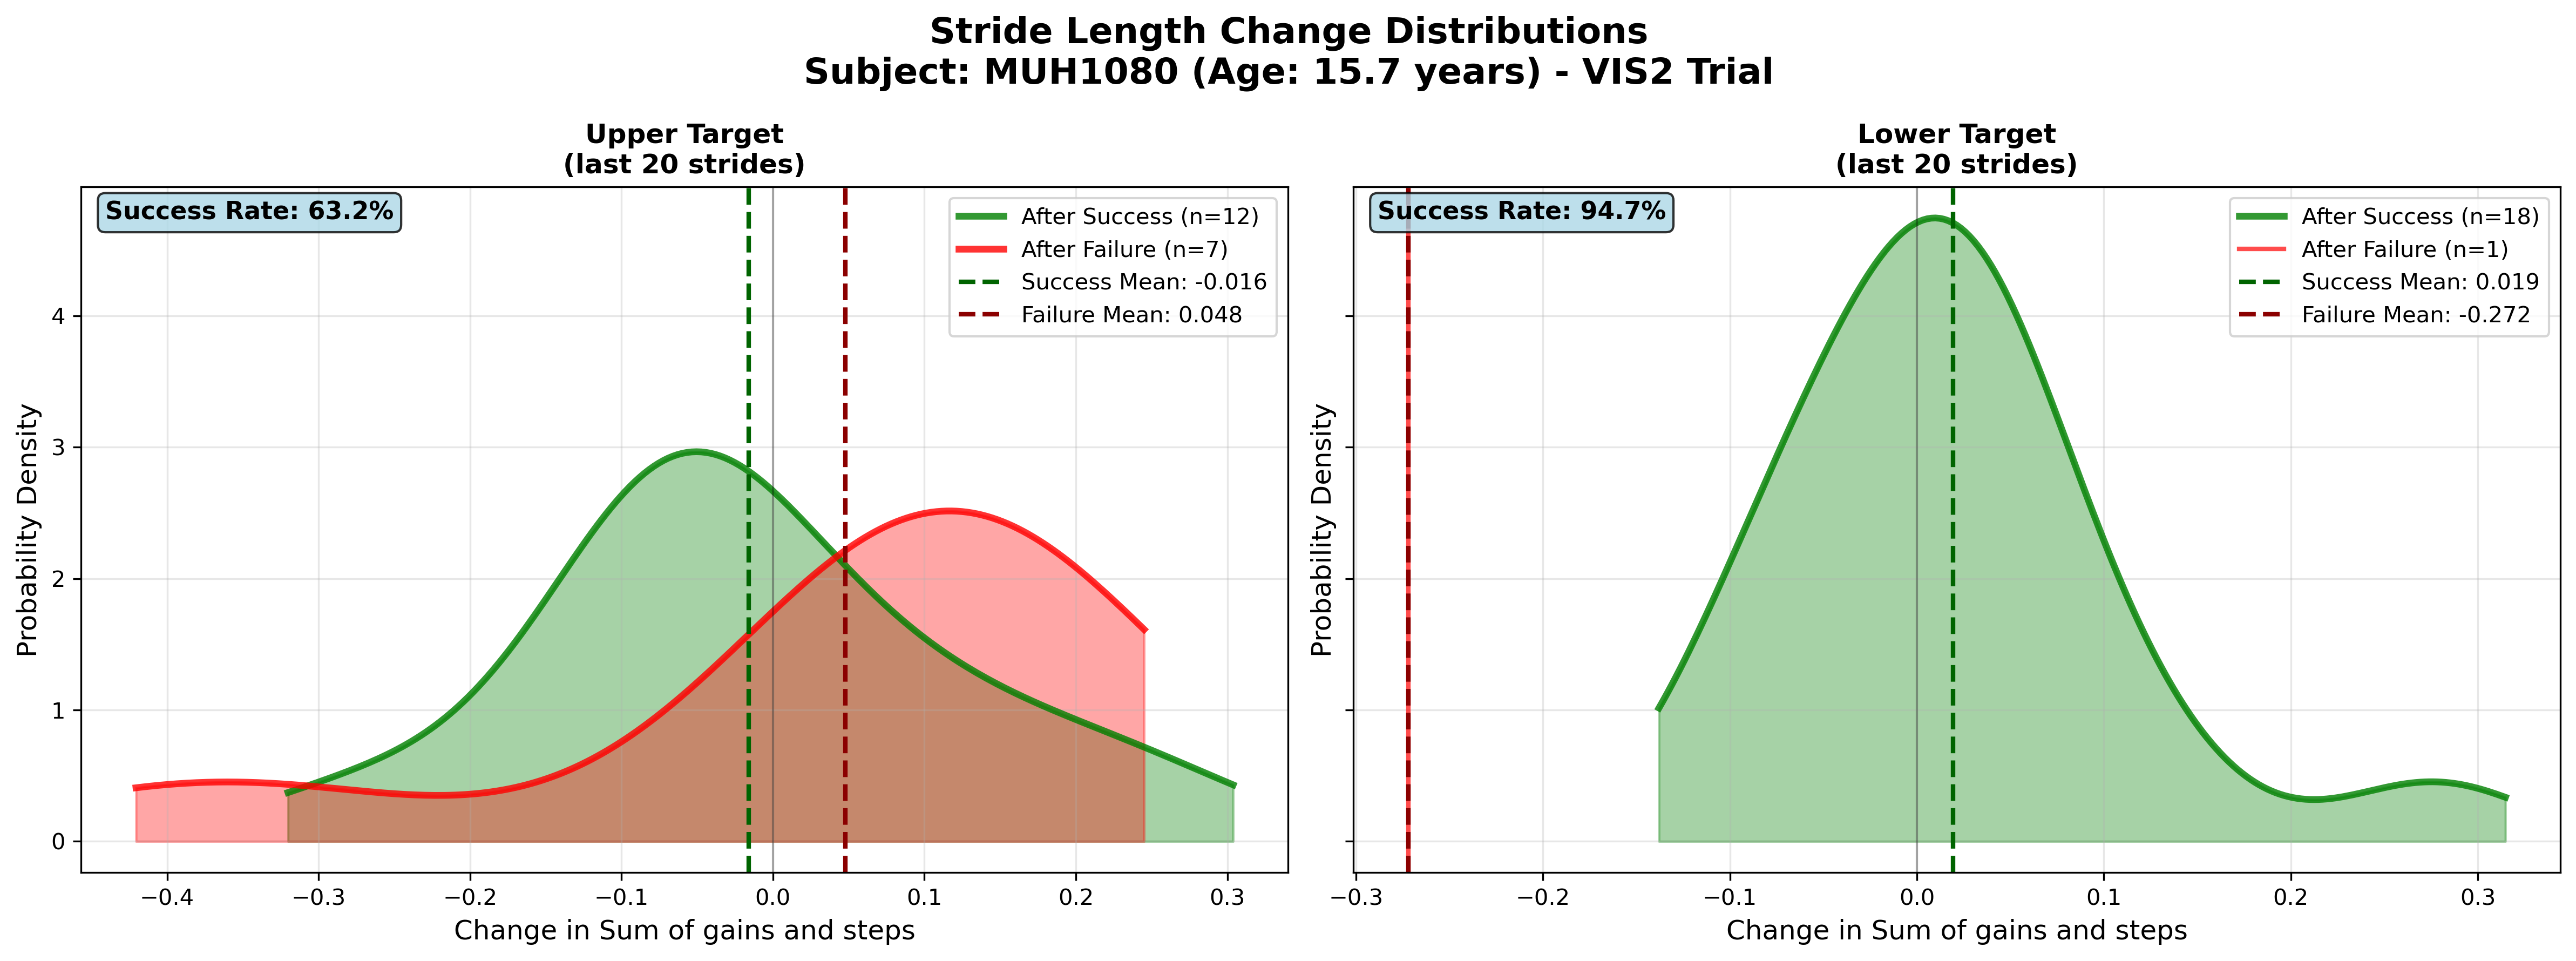 Stride Length Change Distributions
Subject: MUH1080 (Age: 15.7 years) - VIS2 Trial
Upper Target
(last 20 strides)
Success Rate: 63.2%
After Success (n=12)
After Failure (n=7)
Success Mean: -0.016
Failure Mean: 0.048
Probability Density
4
3
2
1
0
−0.4
−0.3
−0.2
−0.1
0.0
0.1
0.2
0.3
Change in Sum of gains and steps
Lower Target
(last 20 strides)
Success Rate: 94.7%
After Success (n=18)
After Failure (n=1)
Success Mean: 0.019
Failure Mean: -0.272
Probability Density
−0.3
−0.2
−0.1
0.0
0.1
0.2
0.3
Change in Sum of gains and steps